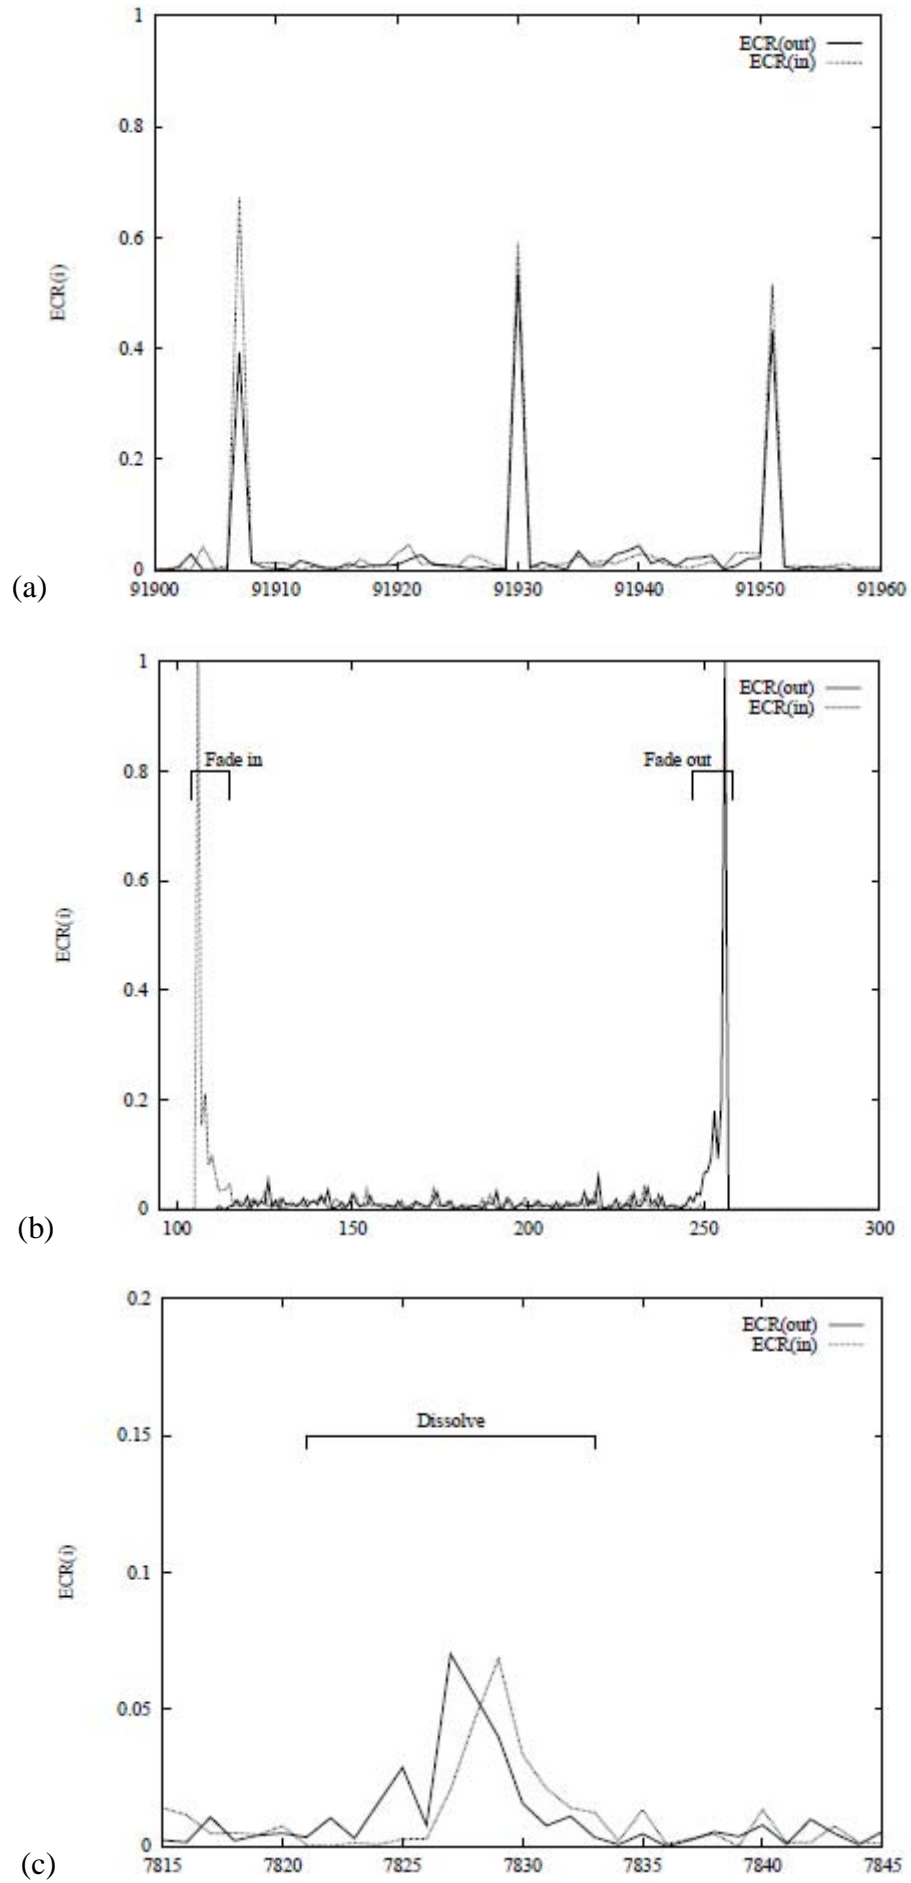 1
ECR(out)
ECR(in)
0.8
0.6
ECR(i)
0.4
0.2
0
(a)
91900 91910 91920 91930 91940 91950 91960
1
ECR(out)
ECR(in)
Fade in Fade out
0.8
0.6
ECR(i)
0.4
0.2
0
(b)
100 150 200 250 300
0.2
ECR(out)
ECR(in)
Dissolve
0.15
0.1
ECR(i)
0.05
0
(c)
7815 7820 7825 7830 7835 7840 7845